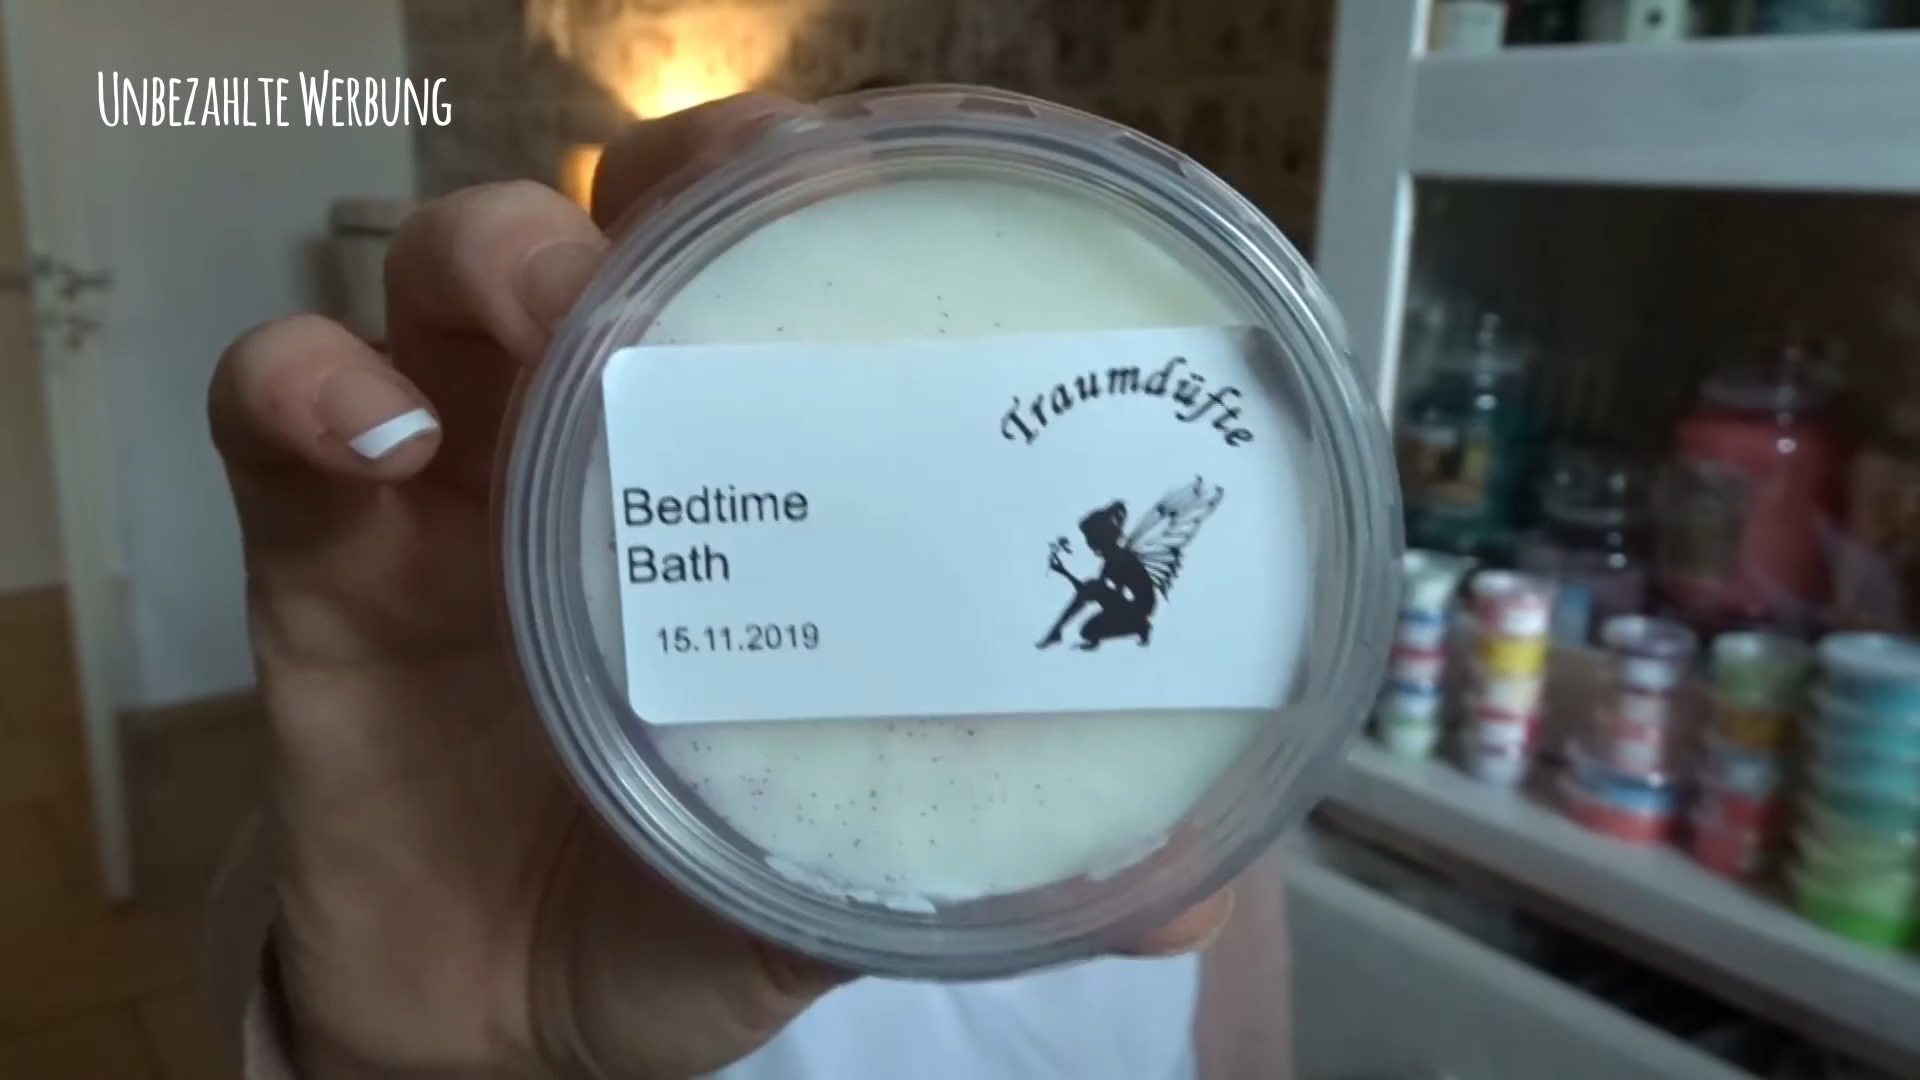 UNBEZAHLTE WERBUNG
Traumdüfte
Bedtime
Bath
15.11.2019